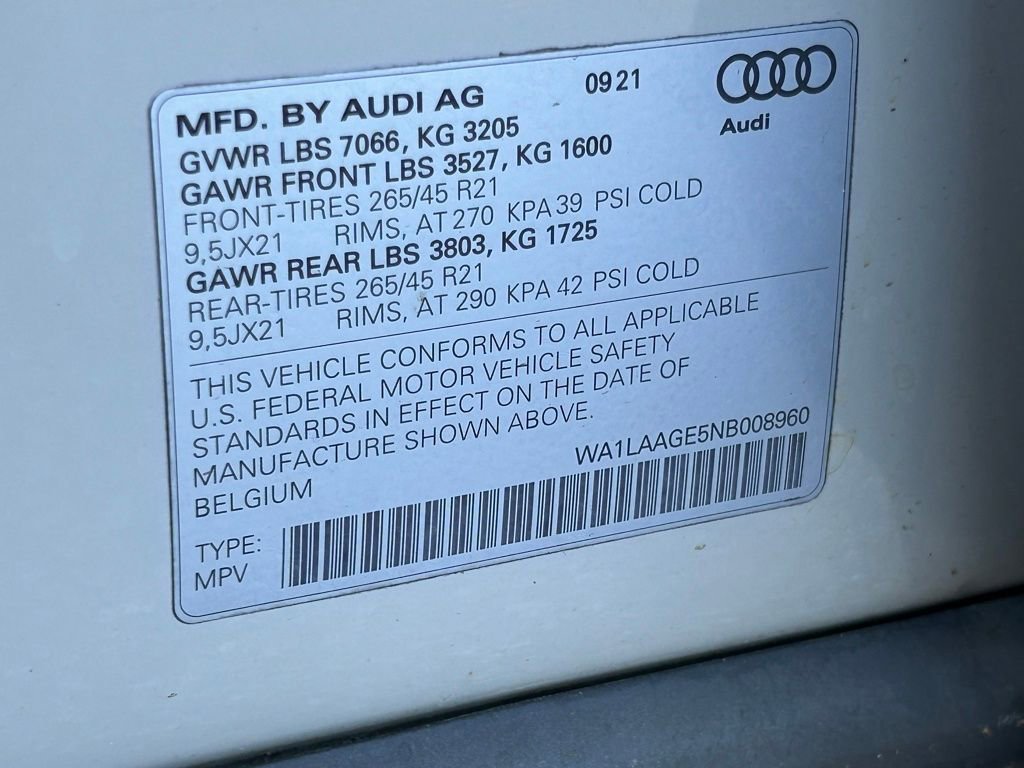 MFD. BY AUDI AG 09 21
Audi
GVWR LBS 7066, KG 3205
GAWR FRONT LBS 3527, KG 1600
FRONT-TIRES 265/45 R21
9,5JX21 RIMS, AT 270 KPA 39 PSI COLD
GAWR REAR LBS 3803, KG 1725
REAR-TIRES 265/45 R21
9,5JX21 RIMS, AT 290 KPA 42 PSI COLD
THIS VEHICLE CONFORMS TO ALL APPLICABLE
U.S. FEDERAL MOTOR VEHICLE SAFETY
STANDARDS IN EFFECT ON THE DATE OF
MANUFACTURE SHOWN ABOVE.
BELGIUM WA1LAAGE5NB008960
TYPE:
MPV